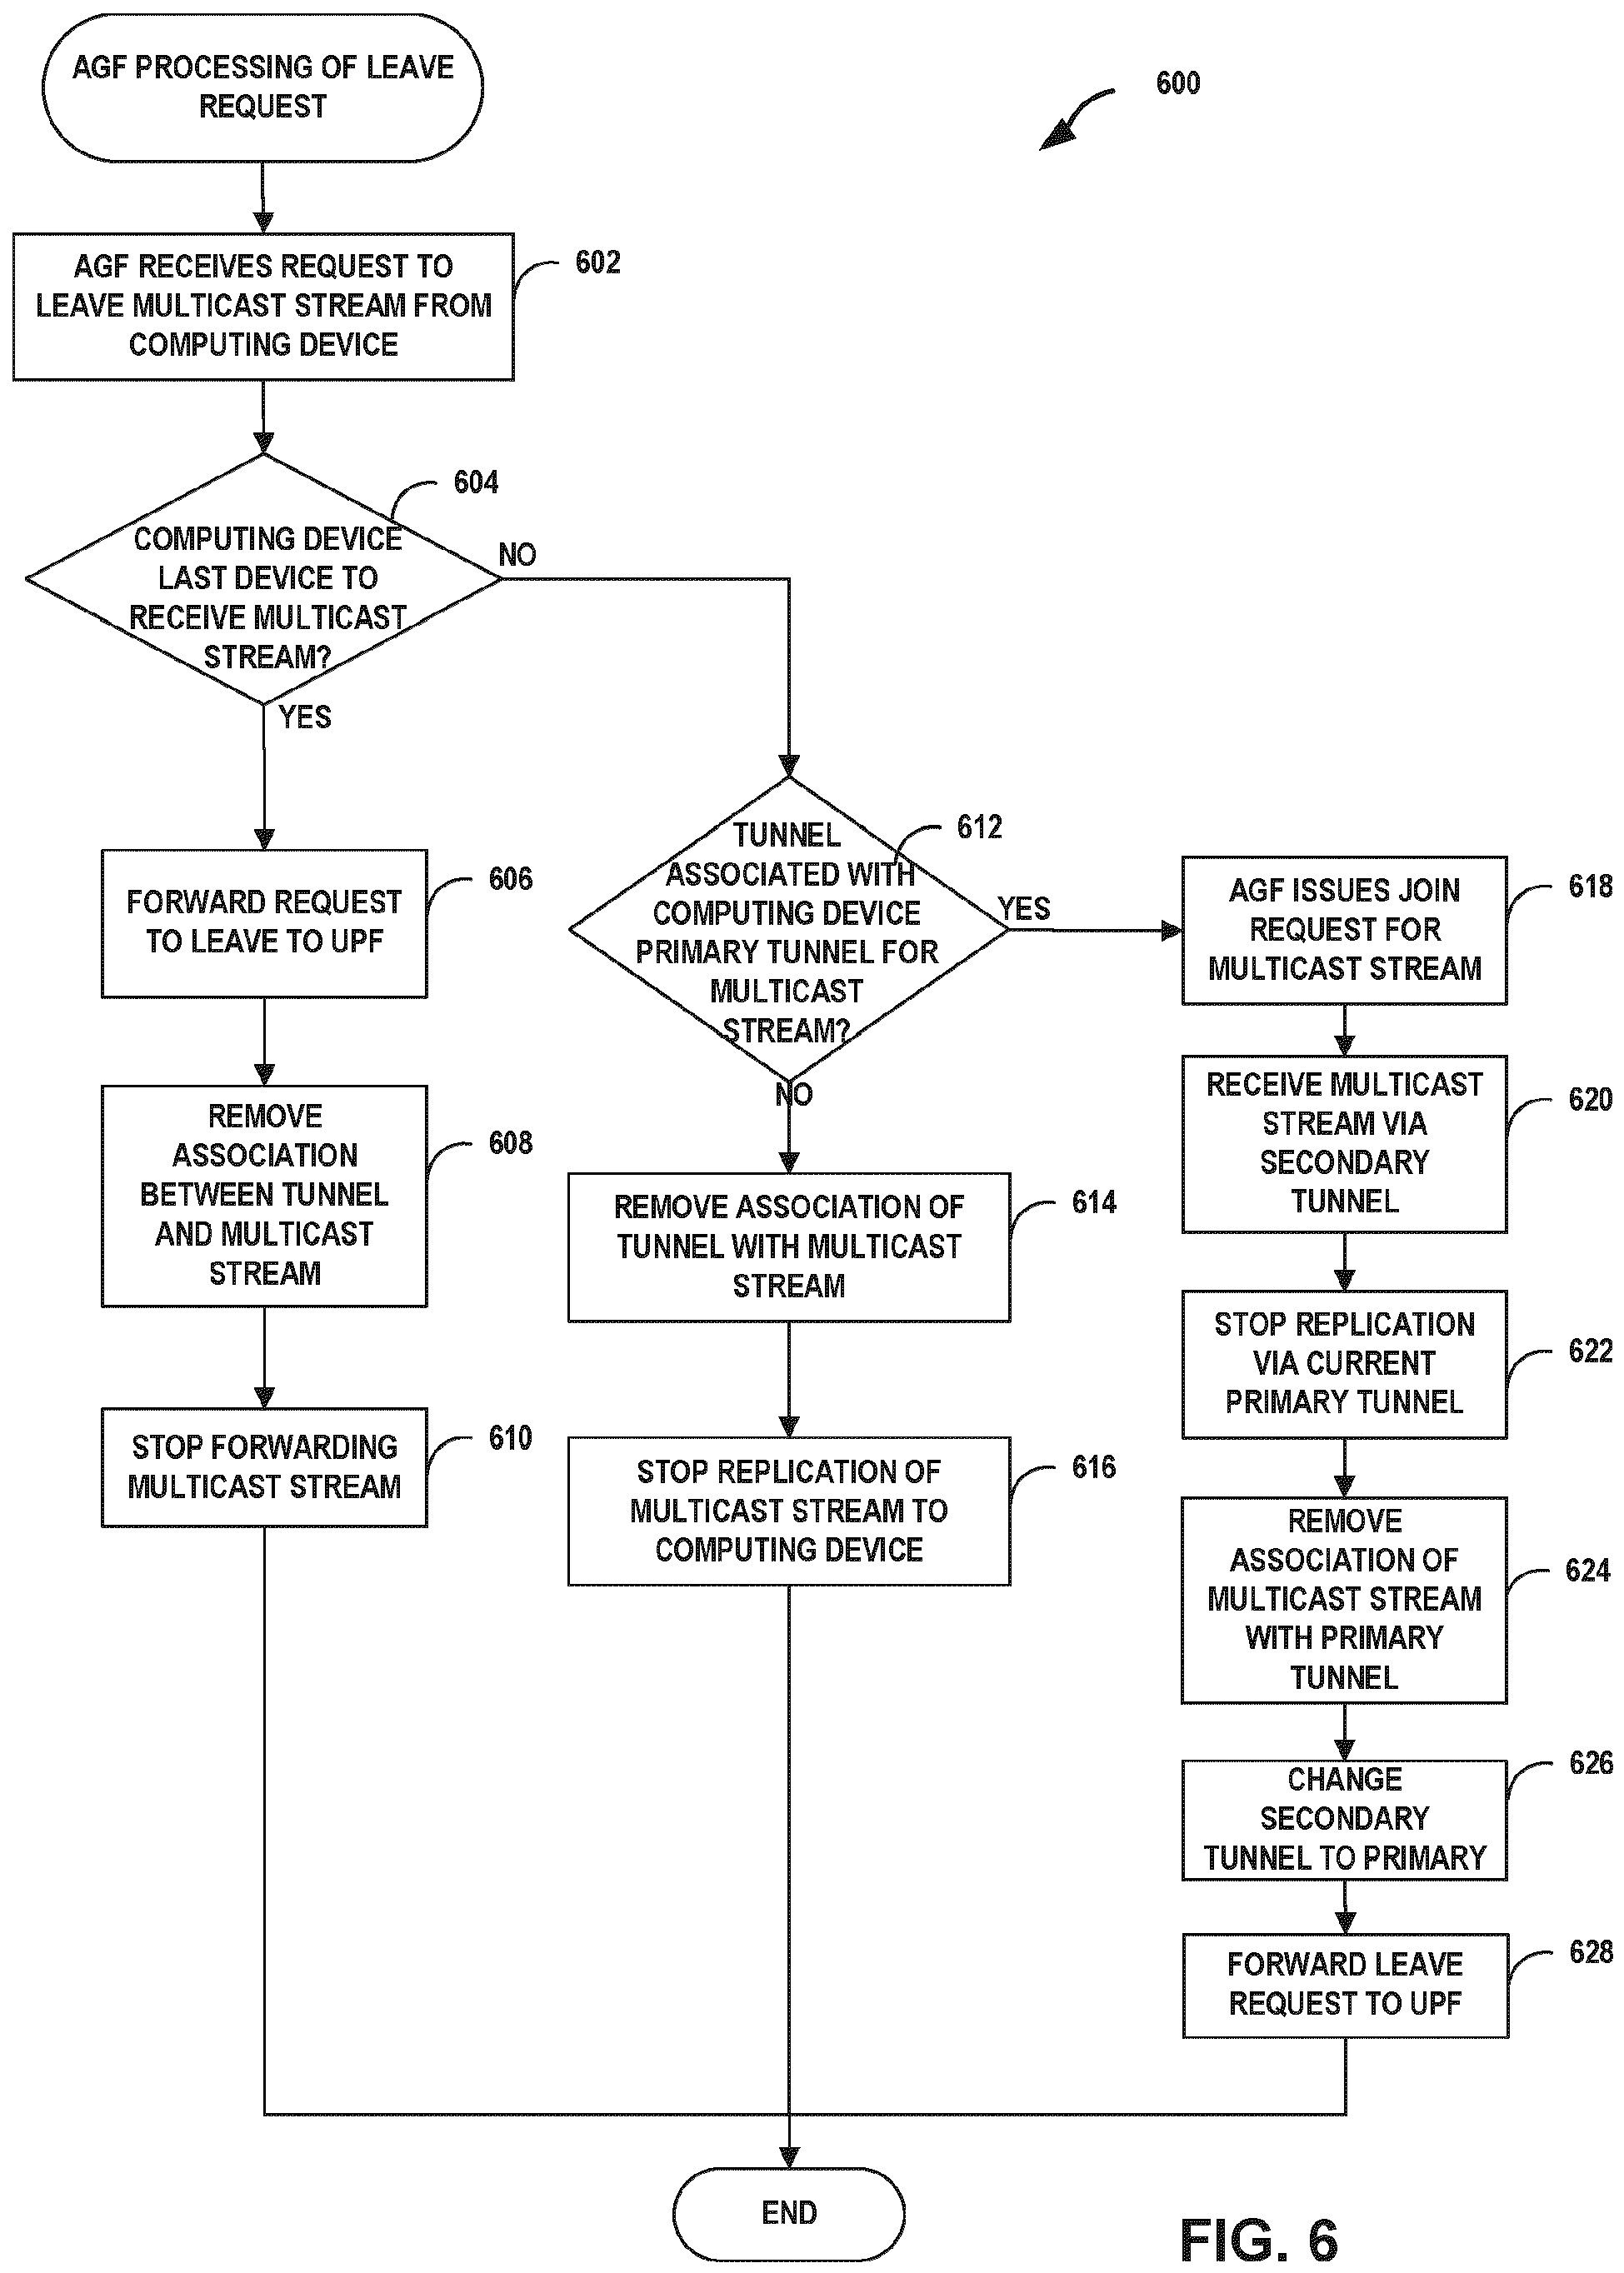 AGF PROCESSING OF LEAVE
REQUEST
600
AGF RECEIVES REQUEST TO
LEAVE MULTICAST STREAM FROM
COMPUTING DEVICE
602
604
COMPUTING DEVICE
LAST DEVICE TO
RECEIVE MULTICAST
STREAM?
NO
YES
FORWARD REQUEST
TO LEAVE TO UPF
606
REMOVE
ASSOCIATION
BETWEEN TUNNEL
AND MULTICAST
STREAM
608
STOP FORWARDING
MULTICAST STREAM
610
TUNNEL
ASSOCIATED WITH
COMPUTING DEVICE
PRIMARY TUNNEL FOR
MULTICAST
STREAM?
612
YES
NO
REMOVE ASSOCIATION OF
TUNNEL WITH MULTICAST
STREAM
614
STOP REPLICATION OF
MULTICAST STREAM TO
COMPUTING DEVICE
616
AGF ISSUES JOIN
REQUEST FOR
MULTICAST STREAM
618
RECEIVE MULTICAST
STREAM VIA
SECONDARY
TUNNEL
620
STOP REPLICATION
VIA CURRENT
PRIMARY TUNNEL
622
REMOVE
ASSOCIATION OF
MULTICAST STREAM
WITH PRIMARY
TUNNEL
624
CHANGE
SECONDARY
TUNNEL TO PRIMARY
626
FORWARD LEAVE
REQUEST TO UPF
628
END
FIG. 6